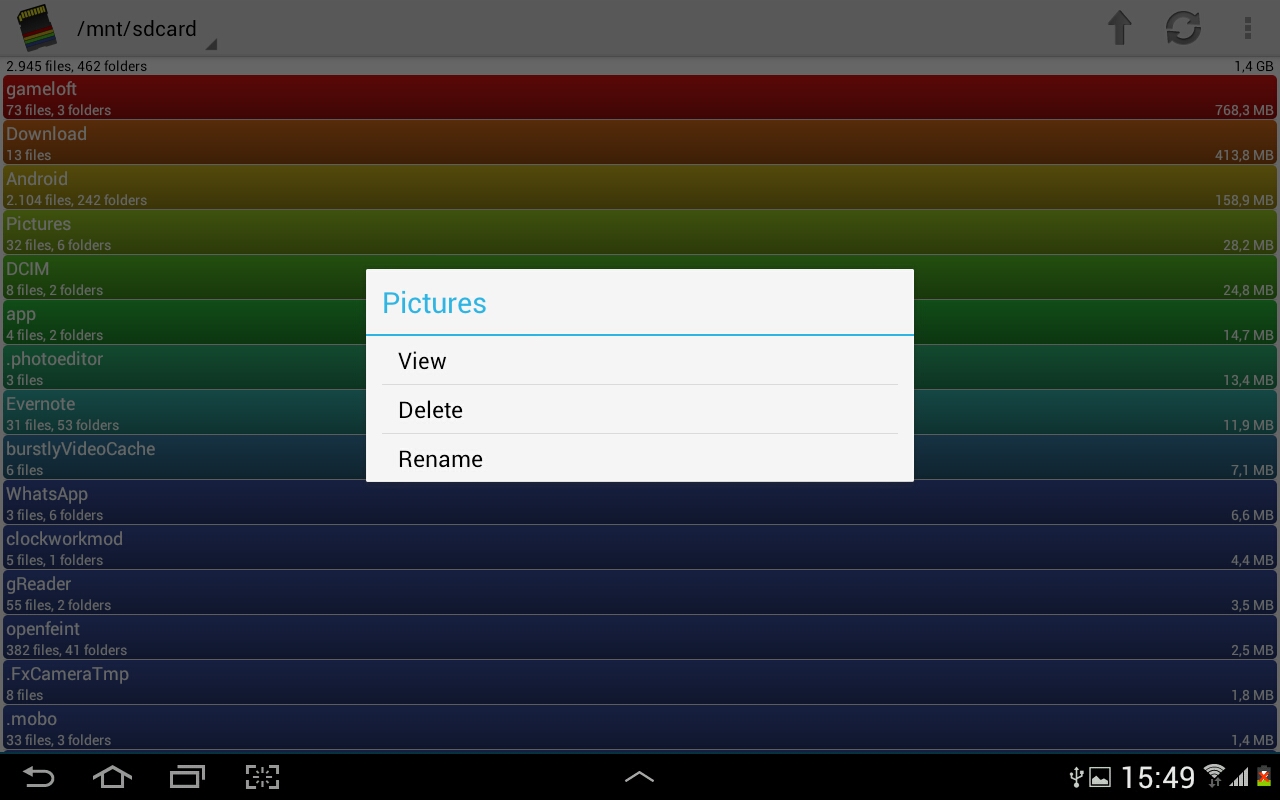 /mnt/sdcard
2.945 files, 462 folders 1,4 GB
gameloft
73 files, 3 folders 768,3 MB
Download
13 files 413,8 MB
Android
2.104 files, 242 folders 158,9 MB
Pictures
32 files, 6 folders 28,2 MB
DCIM
8 files, 2 folders 24,8 MB
app
4 files, 2 folders 14,7 MB
.photoeditor
3 files 13,4 MB
Evernote
31 files, 53 folders 11,9 MB
burstlyVideoCache
6 files 7,1 MB
WhatsApp
3 files, 6 folders 6,6 MB
clockworkmod
5 files, 1 folders 4,4 MB
gReader
55 files, 2 folders 3,5 MB
openfeint
382 files, 41 folders 2,5 MB
.FxCameraTmp
8 files 1,8 MB
.mobo
33 files, 3 folders 1,4 MB
Pictures
View
Delete
Rename
15:49